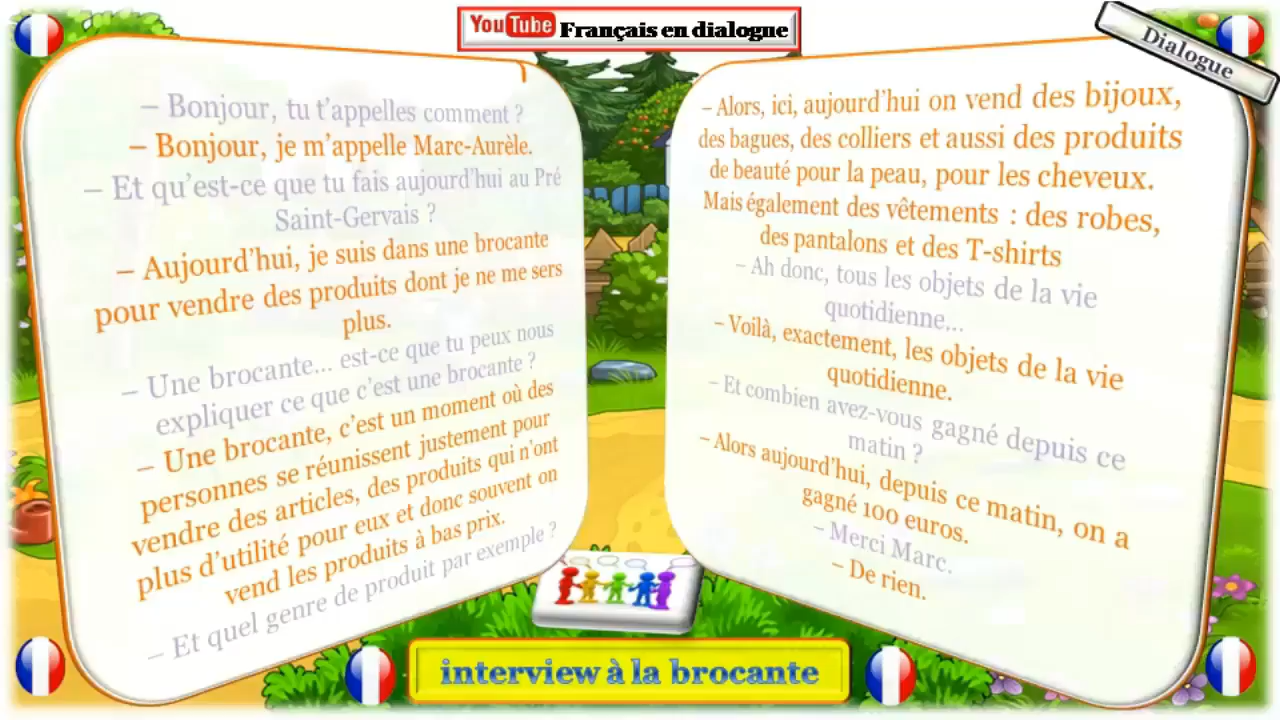 YouTube Français en dialogue
Dialogue
– Bonjour, tu t'appelles comment ?
– Bonjour, je m'appelle Marc-Aurèle.
– Et qu'est-ce que tu fais aujourd'hui au Pré
Saint-Gervais ?
– Aujourd'hui, je suis dans une brocante
pour vendre des produits dont je ne me sers
plus.
– Une brocante... est-ce que tu peux nous
expliquer ce que c'est une brocante ?
– Une brocante, c'est un moment où des
personnes se réunissent justement pour
vendre des articles, des produits qui n'ont
plus d'utilité pour eux et donc souvent on
vend les produits à bas prix.
– Et quel genre de produit par exemple ?
– Alors, ici, aujourd'hui on vend des bijoux,
des bagues, des colliers et aussi des produits
de beauté pour la peau, pour les cheveux.
Mais également des vêtements : des robes,
des pantalons et des T-shirts
– Ah donc, tous les objets de la vie
quotidienne...
– Voilà, exactement, les objets de la vie
quotidienne.
– Et combien avez-vous gagné depuis ce
matin ?
– Alors aujourd'hui, depuis ce matin, on a
gagné 100 euros.
– Merci Marc.
– De rien.
interview à la brocante